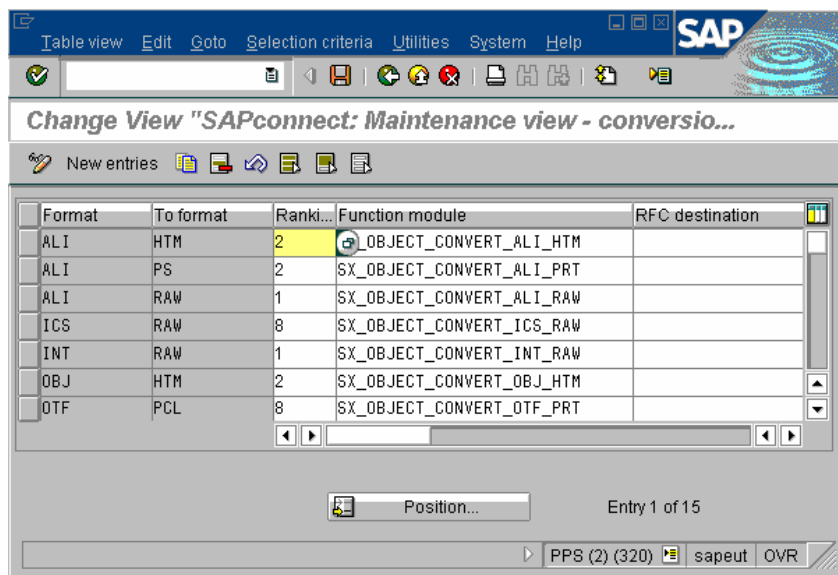 Table view Edit Goto Selection criteria Utilities System Help
SAP
Change View "SAPconnect: Maintenance view - conversio...
New entries
Format To format Ranki... Function module RFC destination
ALI HTM 2 _OBJECT_CONVERT_ALI_HTM
ALI PS 2 SX_OBJECT_CONVERT_ALI_PRT
ALI RAW 1 SX_OBJECT_CONVERT_ALI_RAW
ICS RAW 8 SX_OBJECT_CONVERT_ICS_RAW
INT RAW 1 SX_OBJECT_CONVERT_INT_RAW
OBJ HTM 2 SX_OBJECT_CONVERT_OBJ_HTM
OTF PCL 8 SX_OBJECT_CONVERT_OTF_PRT
Position... Entry 1 of 15
PPS (2) (320) sapeut OVR